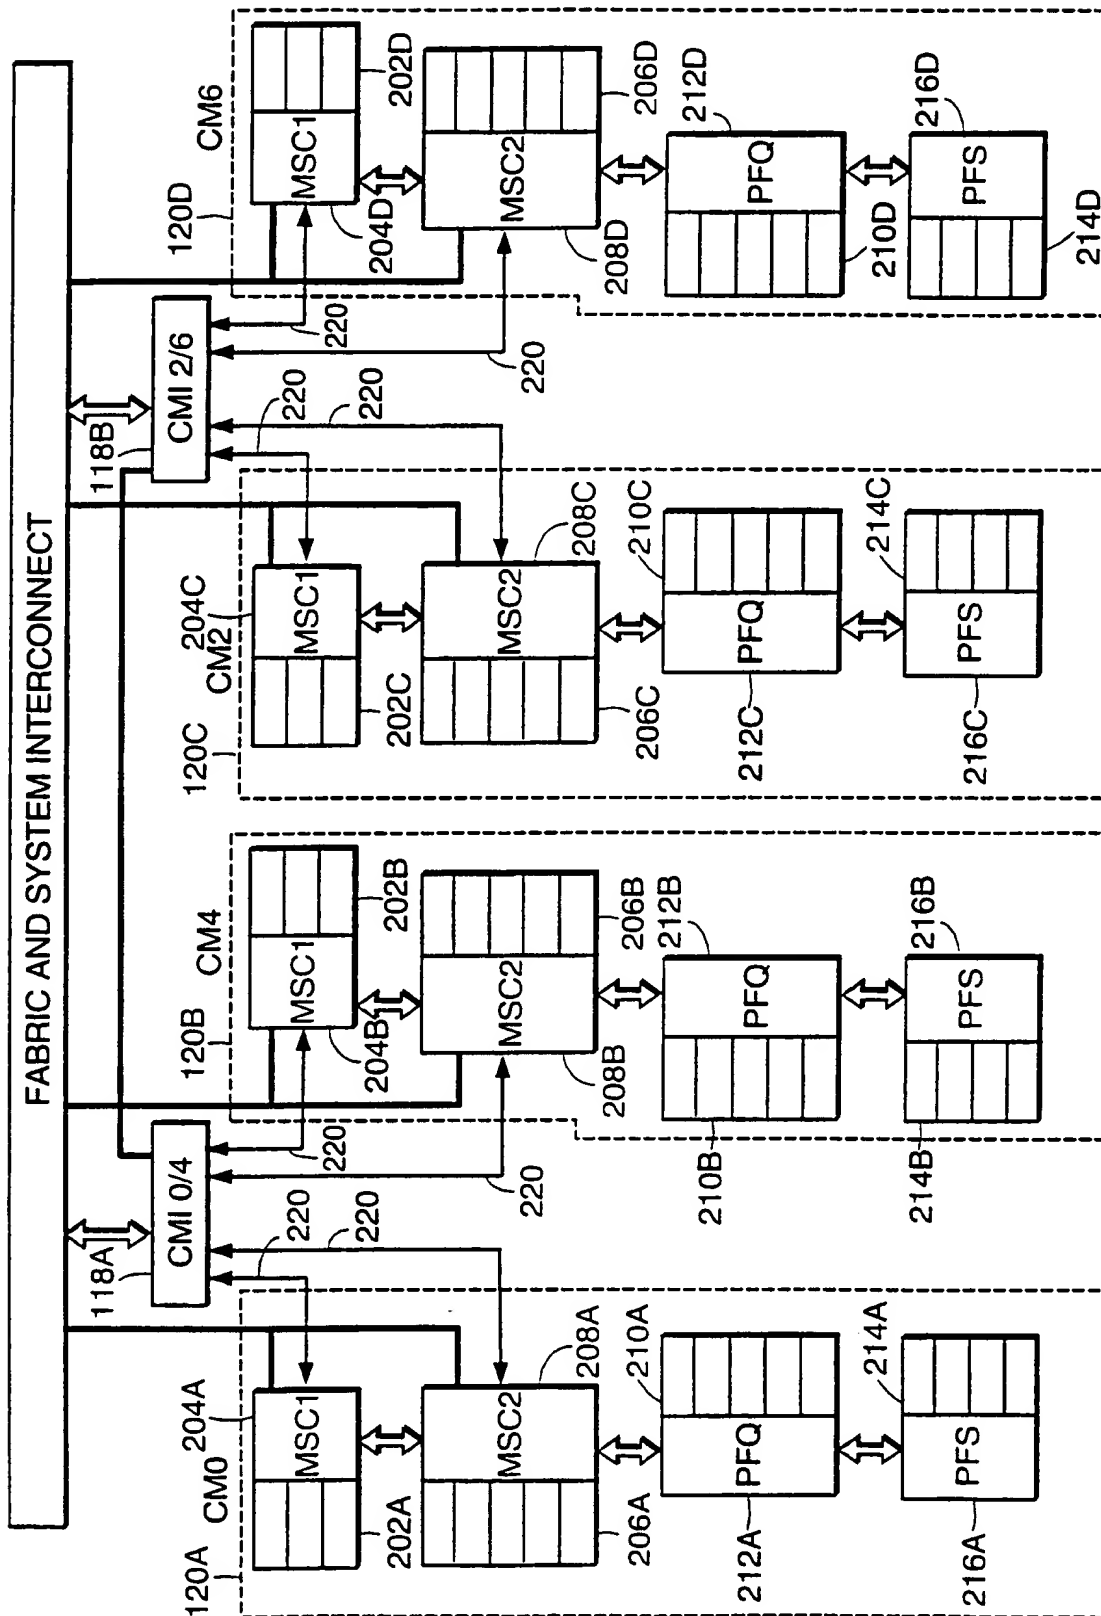 FABRIC AND SYSTEM INTERCONNECT
118A
CMI 0/4
118B
CMI 2/6
120A
CM0
204A
MSC1
202A
220
220
208A
MSC2
206A
210A
PFQ
212A
214A
PFS
216A
120B
CM4
MSC1
204B
202B
220
220
MSC2
208B
206B
212B
PFQ
210B
216B
PFS
214B
120C
CM2
204C
MSC1
202C
220
220
208C
MSC2
206C
210C
PFQ
212C
214C
PFS
216C
120D
CM6
MSC1
204D
202D
220
220
MSC2
208D
206D
212D
PFQ
210D
216D
PFS
214D